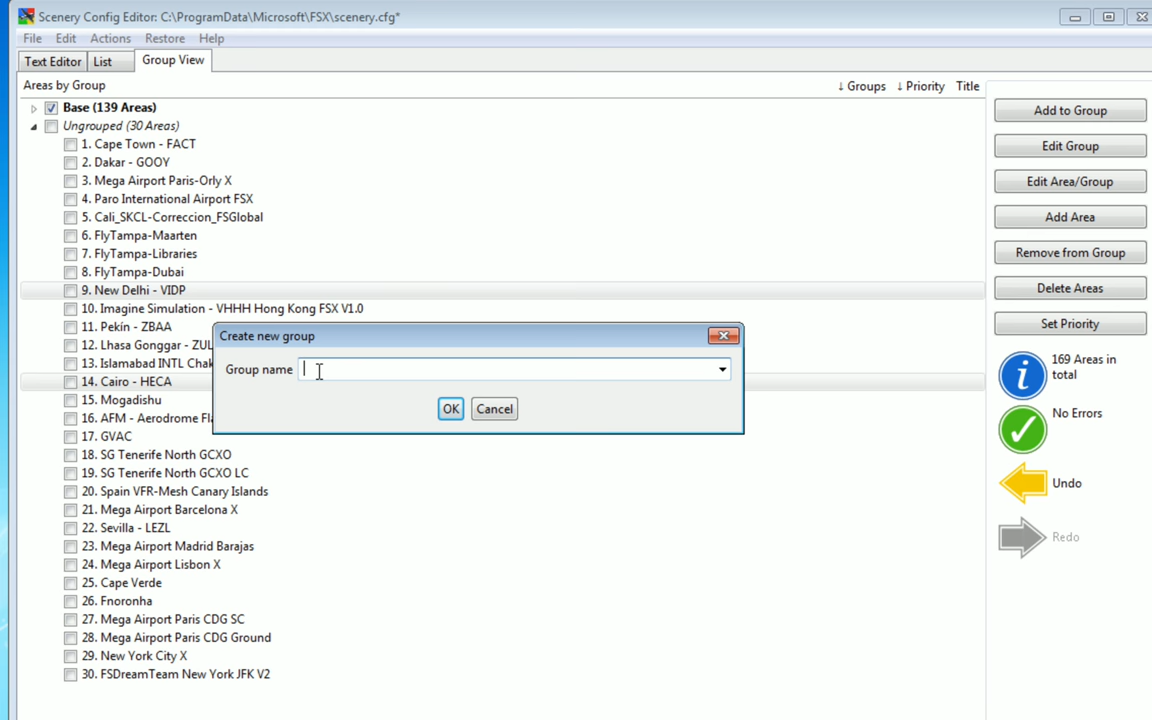 Scenery Config Editor: C:\ProgramData\Microsoft\FSX\scenery.cfg*
File Edit Actions Restore Help
Text Editor List Group View
Areas by Group ↓ Groups ↓ Priority Title
Base (139 Areas)
Ungrouped (30 Areas)
1. Cape Town - FACT
2. Dakar - GOOY
3. Mega Airport Paris-Orly X
4. Paro International Airport FSX
5. Cali_SKCL-Correccion_FSGlobal
6. FlyTampa-Maarten
7. FlyTampa-Libraries
8. FlyTampa-Dubai
9. New Delhi - VIDP
10. Imagine Simulation - VHHH Hong Kong FSX V1.0
11. Pekín - ZBAA
12. Lhasa Gonggar - ZUL
13. Islamabad INTL Chak
14. Cairo - HECA
15. Mogadishu
16. AFM - Aerodrome Fl
17. GVAC
18. SG Tenerife North GCXO
19. SG Tenerife North GCXO LC
20. Spain VFR-Mesh Canary Islands
21. Mega Airport Barcelona X
22. Sevilla - LEZL
23. Mega Airport Madrid Barajas
24. Mega Airport Lisbon X
25. Cape Verde
26. Fnoronha
27. Mega Airport Paris CDG SC
28. Mega Airport Paris CDG Ground
29. New York City X
30. FSDreamTeam New York JFK V2
Create new group
Group name
OK Cancel
Add to Group
Edit Group
Edit Area/Group
Add Area
Remove from Group
Delete Areas
Set Priority
169 Areas in
total
No Errors
Undo
Redo